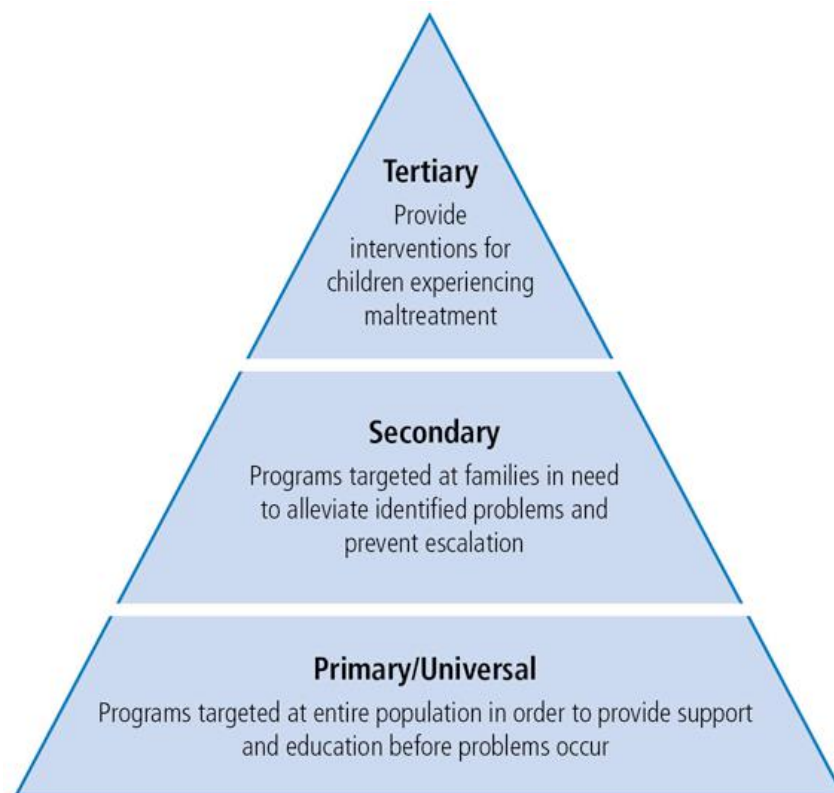 Tertiary
Provide
interventions for
children experiencing
maltreatment
Secondary
Programs targeted at families in need
to alleviate identified problems and
prevent escalation
Primary/Universal
Programs targeted at entire population in order to provide support
and education before problems occur